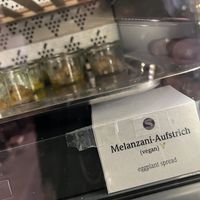 S
Melanzani-Aufstrich
(vegan)
eggplant spread